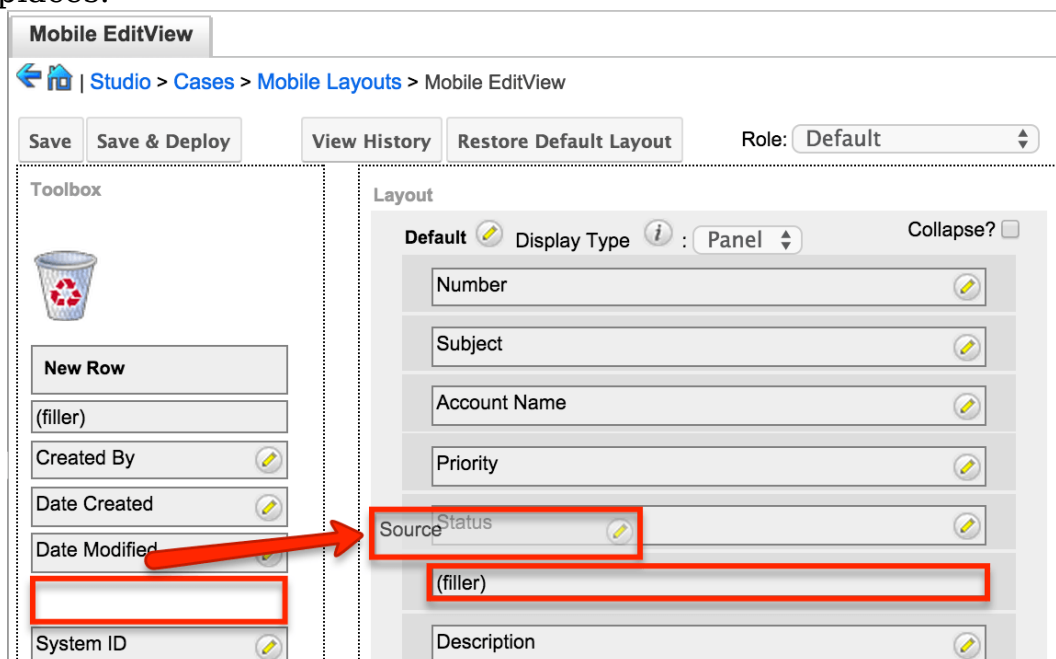 places.
Mobile EditView
| Studio > Cases > Mobile Layouts > Mobile EditView
Save Save & Deploy View History Restore Default Layout Role: Default
Toolbox
Layout
Default Display Type i : Panel Collapse?
Number
Subject
New Row
Account Name
(filler)
Created By
Priority
Date Created
Source Status
Date Modified
(filler)
System ID
Description